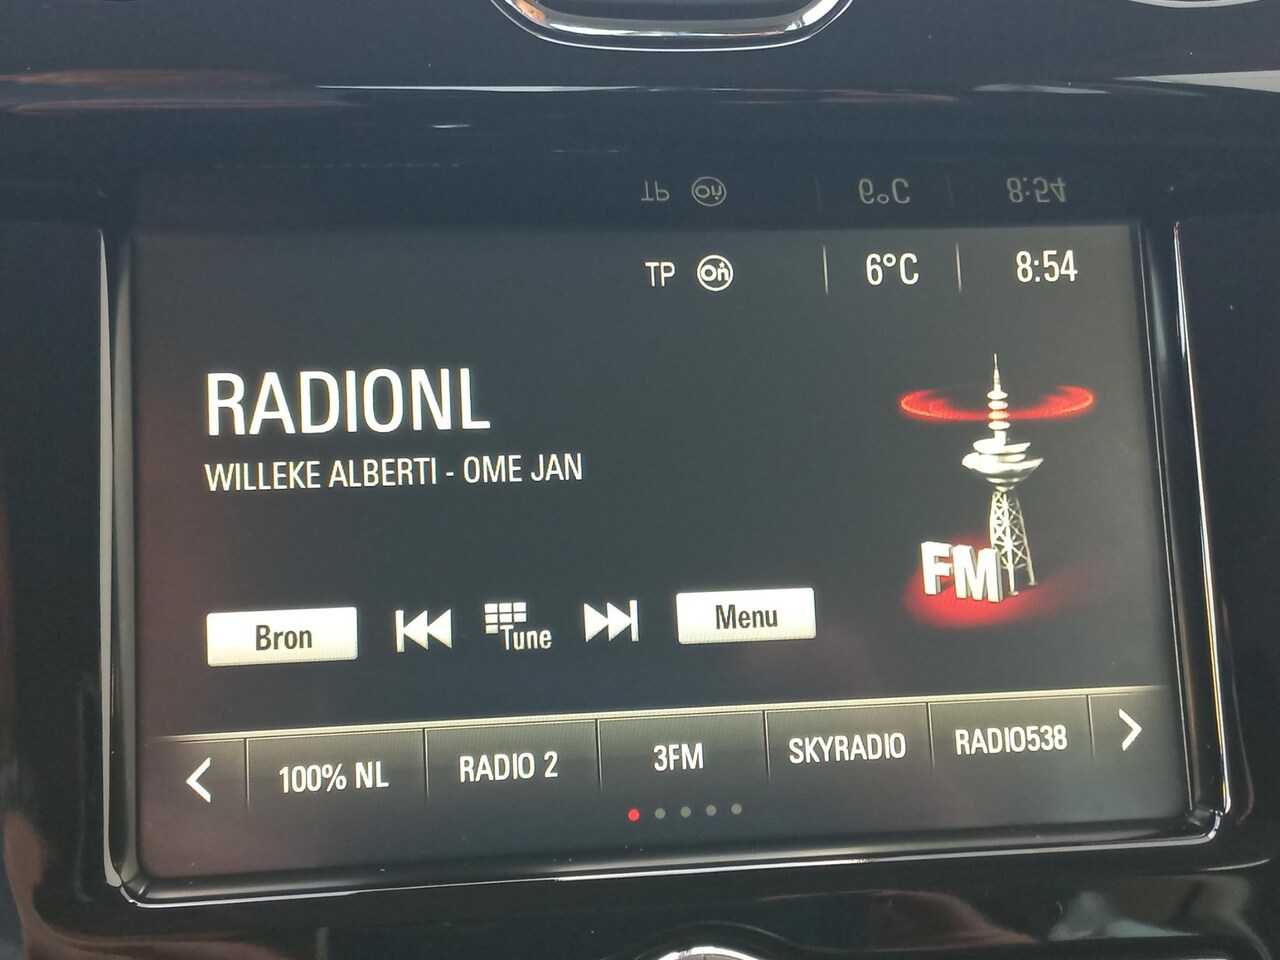 TP On 6°C 8:54
RADIONL
WILLEKE ALBERTI - OME JAN
FM
Bron Tune Menu
100% NL RADIO 2 3FM SKYRADIO RADIO538